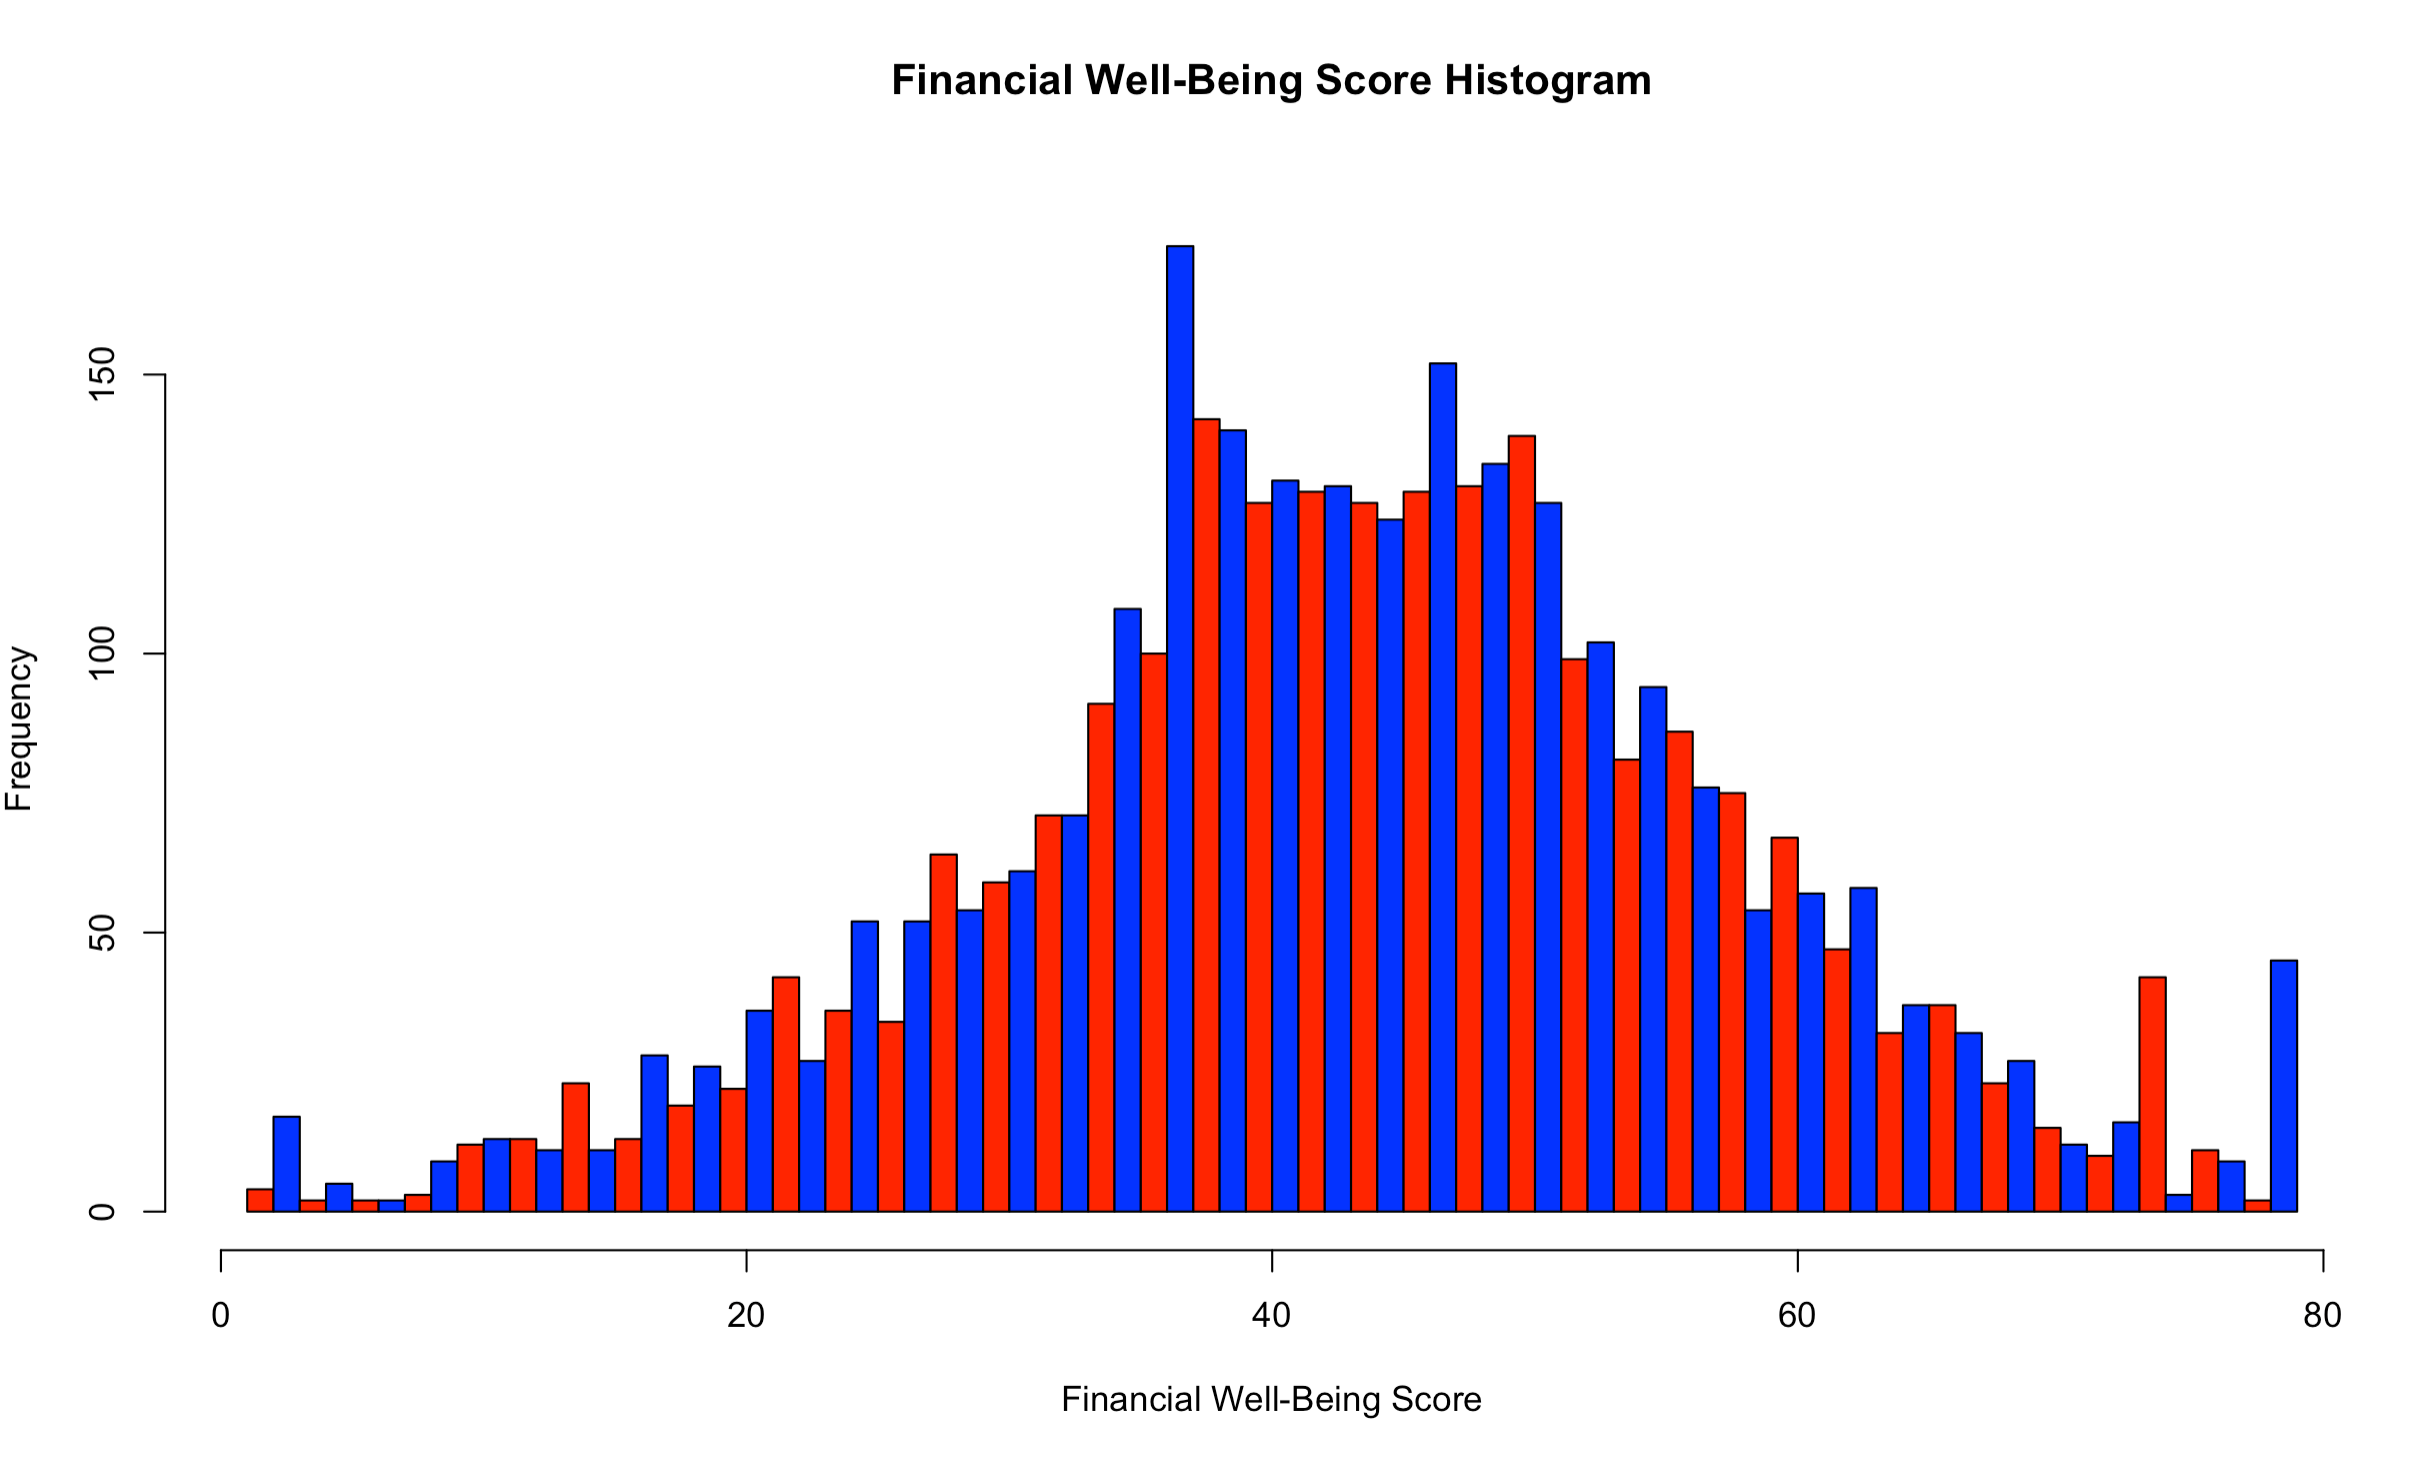 Financial Well-Being Score Histogram
150
100
50
0
Frequency
0 20 40 60 80
Financial Well-Being Score